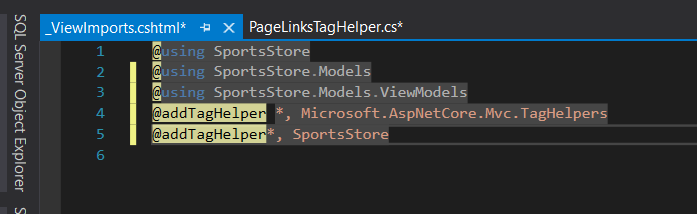 SQL Server Object Explorer
_ViewImports.cshtml* PageLinksTagHelper.cs*
1 @using SportsStore
2 @using SportsStore.Models
3 @using SportsStore.Models.ViewModels
4 @addTagHelper *, Microsoft.AspNetCore.Mvc.TagHelpers
5 @addTagHelper*, SportsStore
6